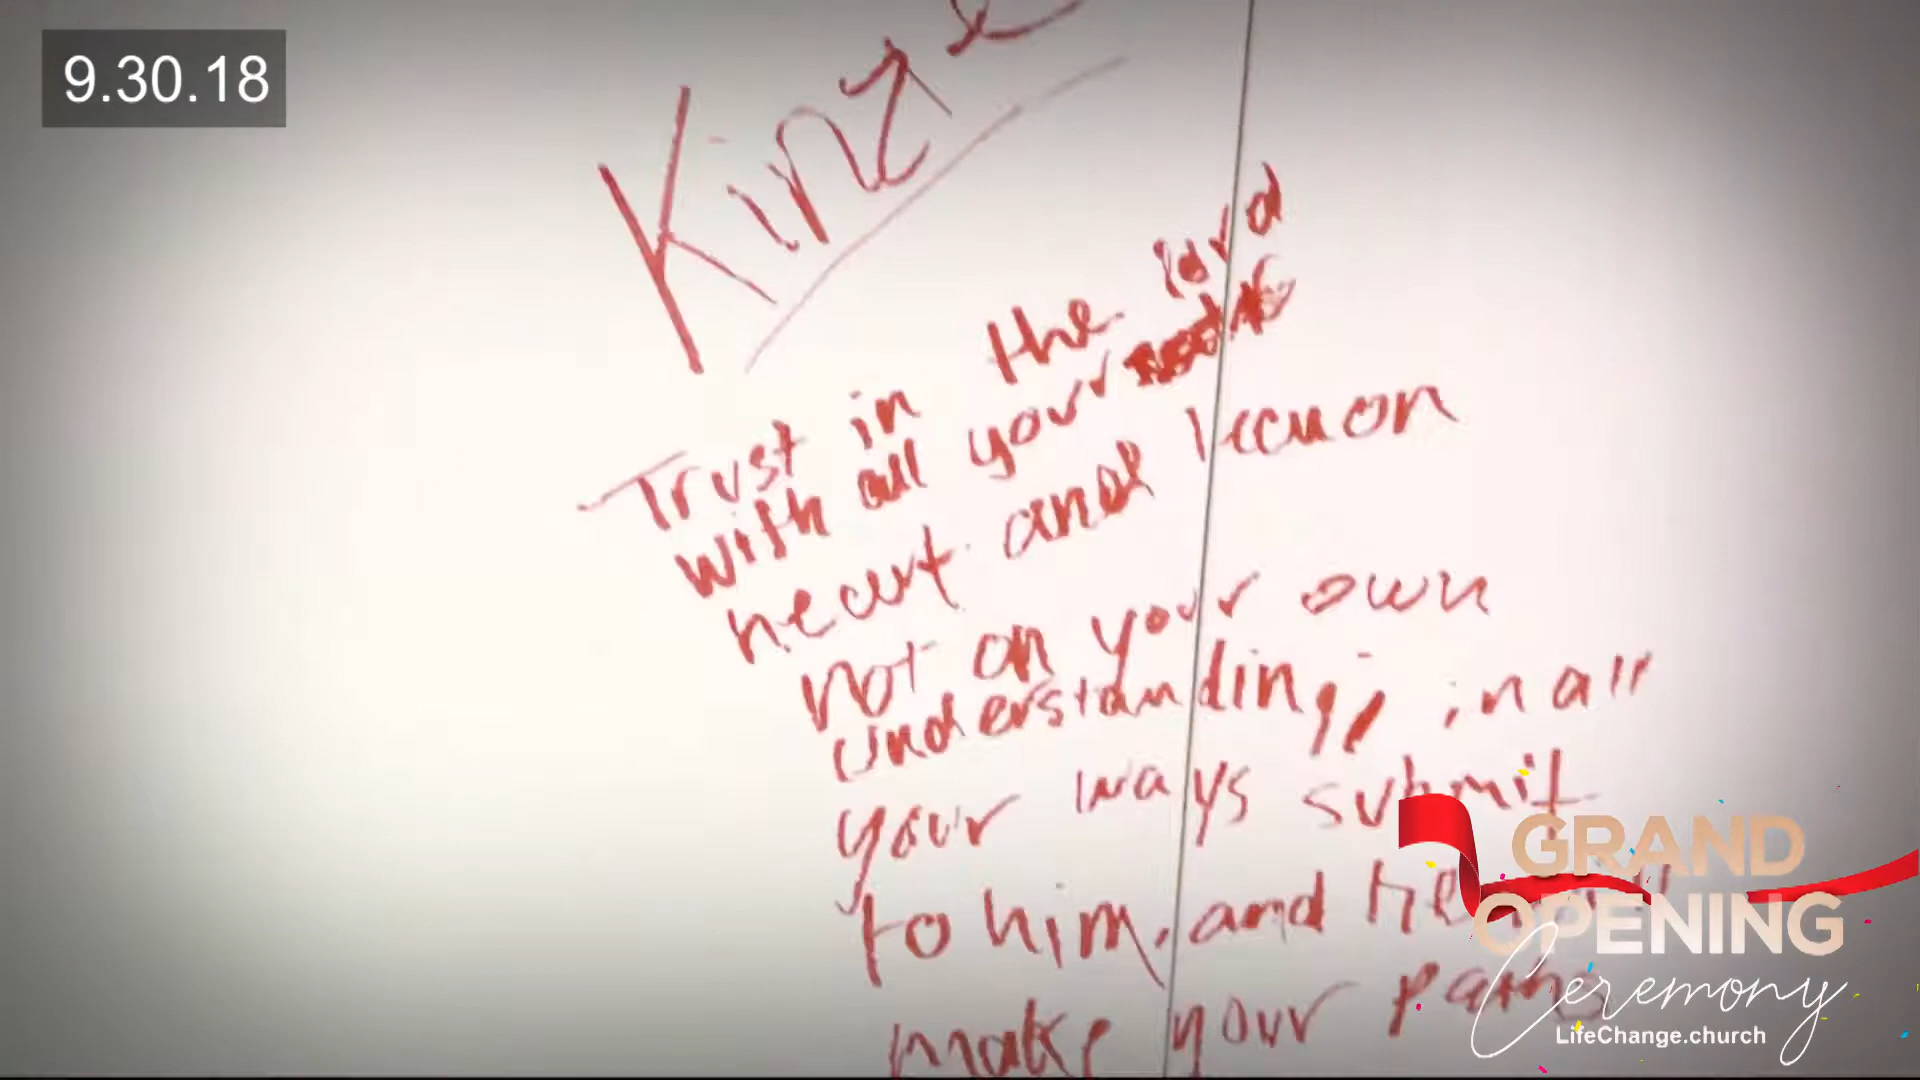 9.30.18
Trust in the lord
with all your
heart and lean on
not on your own
understanding, in all
your ways submit
to him, and he
make your paths
GRAND
OPENING
Ceremony
LifeChange.church